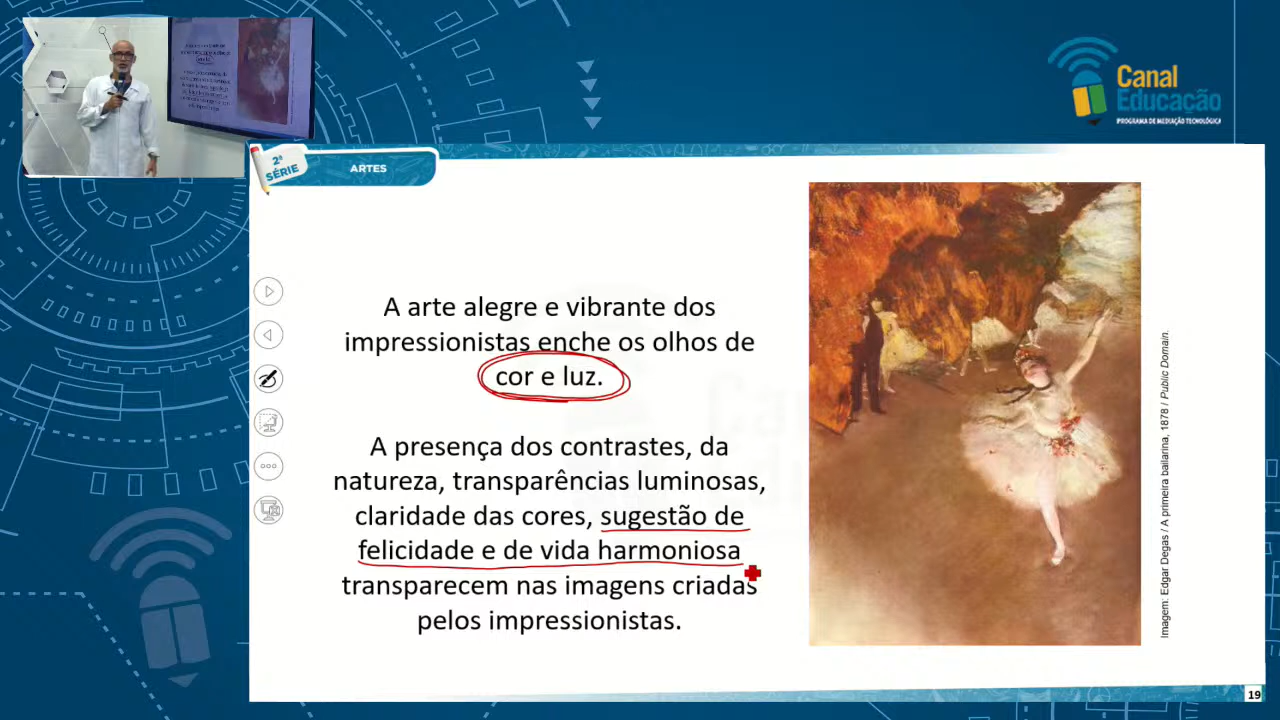 Canal
Educação
PROGRAMA DE MEDIAÇÃO TECNOLÓGICA
2ª
SÉRIE
ARTES
A arte alegre e vibrante dos
impressionistas enche os olhos de
cor e luz.
A presença dos contrastes, da
natureza, transparências luminosas,
claridade das cores, sugestão de
felicidade e de vida harmoniosa
transparecem nas imagens criadas
pelos impressionistas.
Imagem: Edgar Degas / A primeira bailarina, 1878 / Public Domain.
19